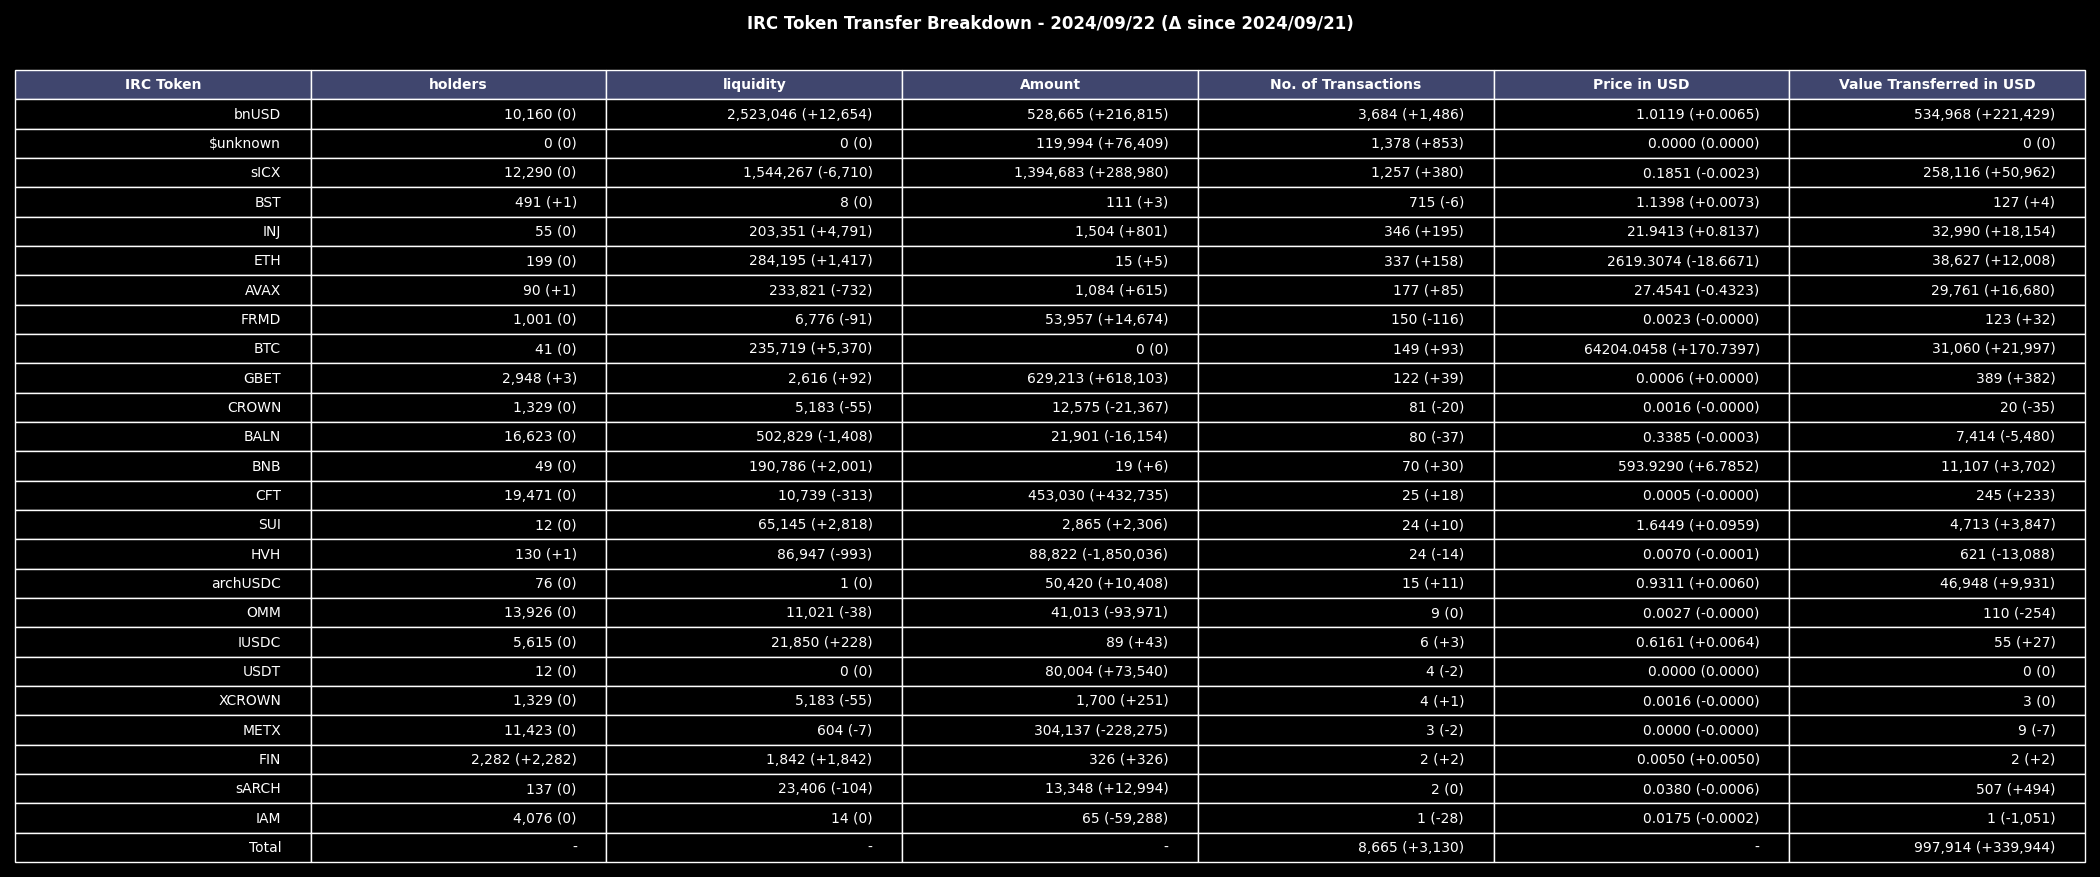 IRC Token Transfer Breakdown - 2024/09/22 (Δ since 2024/09/21)
IRC Token holders liquidity Amount No. of Transactions Price in USD Value Transferred in USD
bnUSD 10,160 (0) 2,523,046 (+12,654) 528,665 (+216,815) 3,684 (+1,486) 1.0119 (+0.0065) 534,968 (+221,429)
$unknown 0 (0) 0 (0) 119,994 (+76,409) 1,378 (+853) 0.0000 (0.0000) 0 (0)
sICX 12,290 (0) 1,544,267 (-6,710) 1,394,683 (+288,980) 1,257 (+380) 0.1851 (-0.0023) 258,116 (+50,962)
BST 491 (+1) 8 (0) 111 (+3) 715 (-6) 1.1398 (+0.0073) 127 (+4)
INJ 55 (0) 203,351 (+4,791) 1,504 (+801) 346 (+195) 21.9413 (+0.8137) 32,990 (+18,154)
ETH 199 (0) 284,195 (+1,417) 15 (+5) 337 (+158) 2619.3074 (-18.6671) 38,627 (+12,008)
AVAX 90 (+1) 233,821 (-732) 1,084 (+615) 177 (+85) 27.4541 (-0.4323) 29,761 (+16,680)
FRMD 1,001 (0) 6,776 (-91) 53,957 (+14,674) 150 (-116) 0.0023 (-0.0000) 123 (+32)
BTC 41 (0) 235,719 (+5,370) 0 (0) 149 (+93) 64204.0458 (+170.7397) 31,060 (+21,997)
GBET 2,948 (+3) 2,616 (+92) 629,213 (+618,103) 122 (+39) 0.0006 (+0.0000) 389 (+382)
CROWN 1,329 (0) 5,183 (-55) 12,575 (-21,367) 81 (-20) 0.0016 (-0.0000) 20 (-35)
BALN 16,623 (0) 502,829 (-1,408) 21,901 (-16,154) 80 (-37) 0.3385 (-0.0003) 7,414 (-5,480)
BNB 49 (0) 190,786 (+2,001) 19 (+6) 70 (+30) 593.9290 (+6.7852) 11,107 (+3,702)
CFT 19,471 (0) 10,739 (-313) 453,030 (+432,735) 25 (+18) 0.0005 (-0.0000) 245 (+233)
SUI 12 (0) 65,145 (+2,818) 2,865 (+2,306) 24 (+10) 1.6449 (+0.0959) 4,713 (+3,847)
HVH 130 (+1) 86,947 (-993) 88,822 (-1,850,036) 24 (-14) 0.0070 (-0.0001) 621 (-13,088)
archUSDC 76 (0) 1 (0) 50,420 (+10,408) 15 (+11) 0.9311 (+0.0060) 46,948 (+9,931)
OMM 13,926 (0) 11,021 (-38) 41,013 (-93,971) 9 (0) 0.0027 (-0.0000) 110 (-254)
IUSDC 5,615 (0) 21,850 (+228) 89 (+43) 6 (+3) 0.6161 (+0.0064) 55 (+27)
USDT 12 (0) 0 (0) 80,004 (+73,540) 4 (-2) 0.0000 (0.0000) 0 (0)
XCROWN 1,329 (0) 5,183 (-55) 1,700 (+251) 4 (+1) 0.0016 (-0.0000) 3 (0)
METX 11,423 (0) 604 (-7) 304,137 (-228,275) 3 (-2) 0.0000 (-0.0000) 9 (-7)
FIN 2,282 (+2,282) 1,842 (+1,842) 326 (+326) 2 (+2) 0.0050 (+0.0050) 2 (+2)
sARCH 137 (0) 23,406 (-104) 13,348 (+12,994) 2 (0) 0.0380 (-0.0006) 507 (+494)
IAM 4,076 (0) 14 (0) 65 (-59,288) 1 (-28) 0.0175 (-0.0002) 1 (-1,051)
Total - - - 8,665 (+3,130) - 997,914 (+339,944)